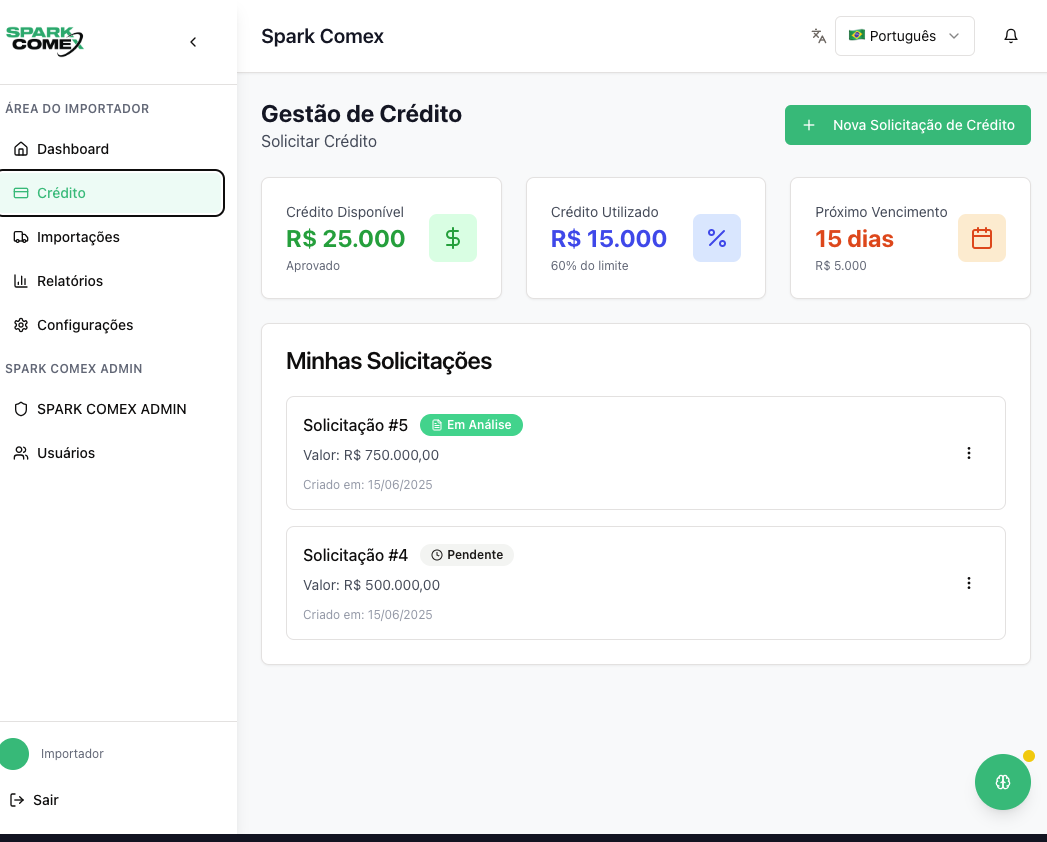 SPARK
COMEX
Spark Comex
Português
ÁREA DO IMPORTADOR
Dashboard
Crédito
Importações
Relatórios
Configurações
SPARK COMEX ADMIN
SPARK COMEX ADMIN
Usuários
Importador
Sair
Gestão de Crédito
Solicitar Crédito
Nova Solicitação de Crédito
Crédito Disponível
R$ 25.000
Aprovado
Crédito Utilizado
R$ 15.000
60% do limite
Próximo Vencimento
15 dias
R$ 5.000
Minhas Solicitações
Solicitação #5 Em Análise
Valor: R$ 750.000,00
Criado em: 15/06/2025
Solicitação #4 Pendente
Valor: R$ 500.000,00
Criado em: 15/06/2025